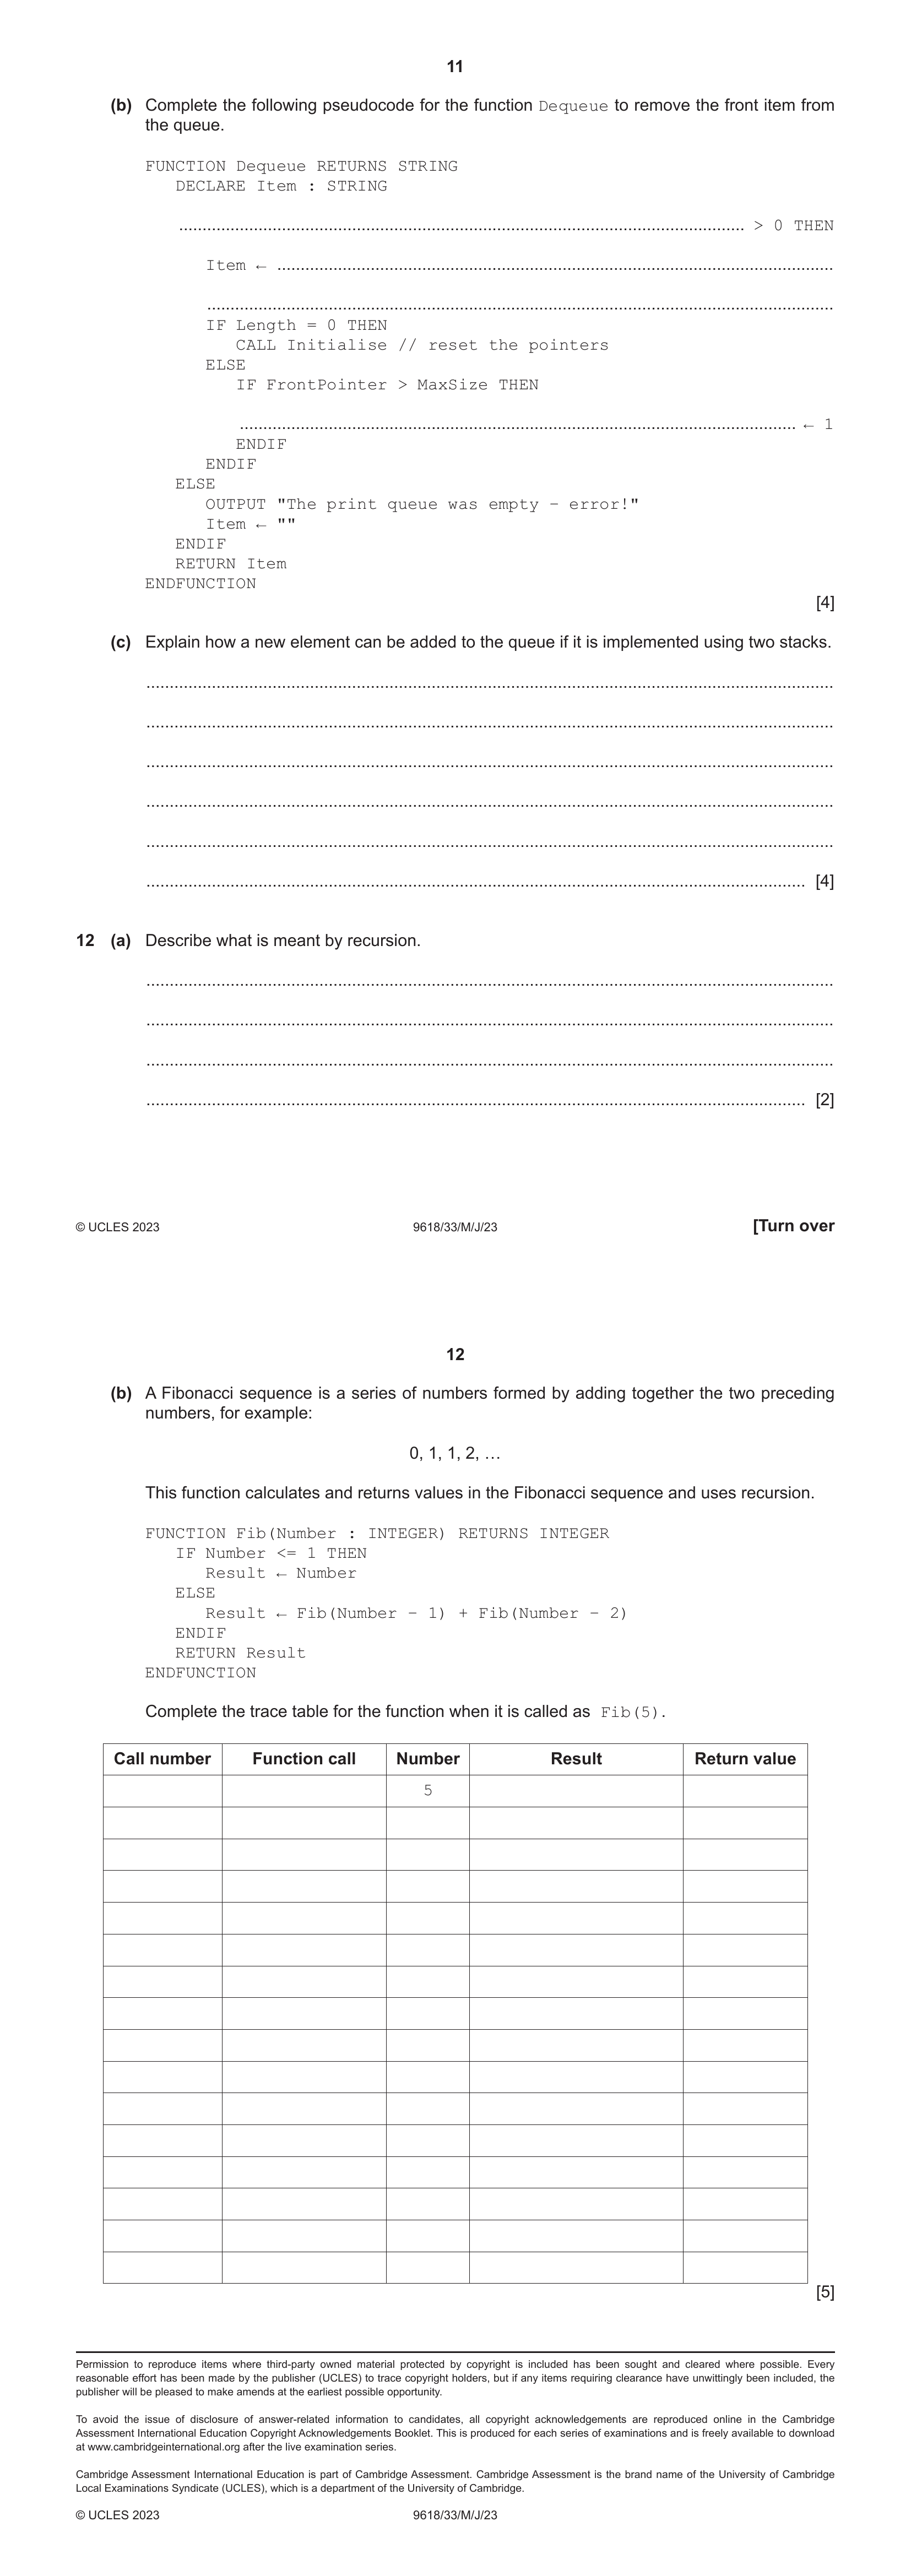 11
(b) Complete the following pseudocode for the function Dequeue to remove the front item from
the queue.
FUNCTION Dequeue RETURNS STRING
DECLARE Item : STRING
.......................................................................................................................... > 0 THEN
Item ← ........................................................................................................................
.......................................................................................................................................
IF Length = 0 THEN
CALL Initialise // reset the pointers
ELSE
IF FrontPointer > MaxSize THEN
........................................................................................................................ ← 1
ENDIF
ENDIF
ELSE
OUTPUT "The print queue was empty – error!"
Item ← ""
ENDIF
RETURN Item
ENDFUNCTION
[4]
(c) Explain how a new element can be added to the queue if it is implemented using two stacks.
...................................................................................................................................................
...................................................................................................................................................
...................................................................................................................................................
...................................................................................................................................................
...................................................................................................................................................
............................................................................................................................................. [4]
12 (a) Describe what is meant by recursion.
...................................................................................................................................................
...................................................................................................................................................
...................................................................................................................................................
............................................................................................................................................. [2]
© UCLES 2023 9618/33/M/J/23 [Turn over
12
(b) A Fibonacci sequence is a series of numbers formed by adding together the two preceding
numbers, for example:
0, 1, 1, 2, …
This function calculates and returns values in the Fibonacci sequence and uses recursion.
FUNCTION Fib(Number : INTEGER) RETURNS INTEGER
IF Number <= 1 THEN
Result ← Number
ELSE
Result ← Fib(Number – 1) + Fib(Number – 2)
ENDIF
RETURN Result
ENDFUNCTION
Complete the trace table for the function when it is called as Fib(5).
Call number Function call Number Result Return value
5
[5]
Permission to reproduce items where third-party owned material protected by copyright is included has been sought and cleared where possible. Every
reasonable effort has been made by the publisher (UCLES) to trace copyright holders, but if any items requiring clearance have unwittingly been included, the
publisher will be pleased to make amends at the earliest possible opportunity.
To avoid the issue of disclosure of answer-related information to candidates, all copyright acknowledgements are reproduced online in the Cambridge
Assessment International Education Copyright Acknowledgements Booklet. This is produced for each series of examinations and is freely available to download
at www.cambridgeinternational.org after the live examination series.
Cambridge Assessment International Education is part of Cambridge Assessment. Cambridge Assessment is the brand name of the University of Cambridge
Local Examinations Syndicate (UCLES), which is a department of the University of Cambridge.
© UCLES 2023 9618/33/M/J/23